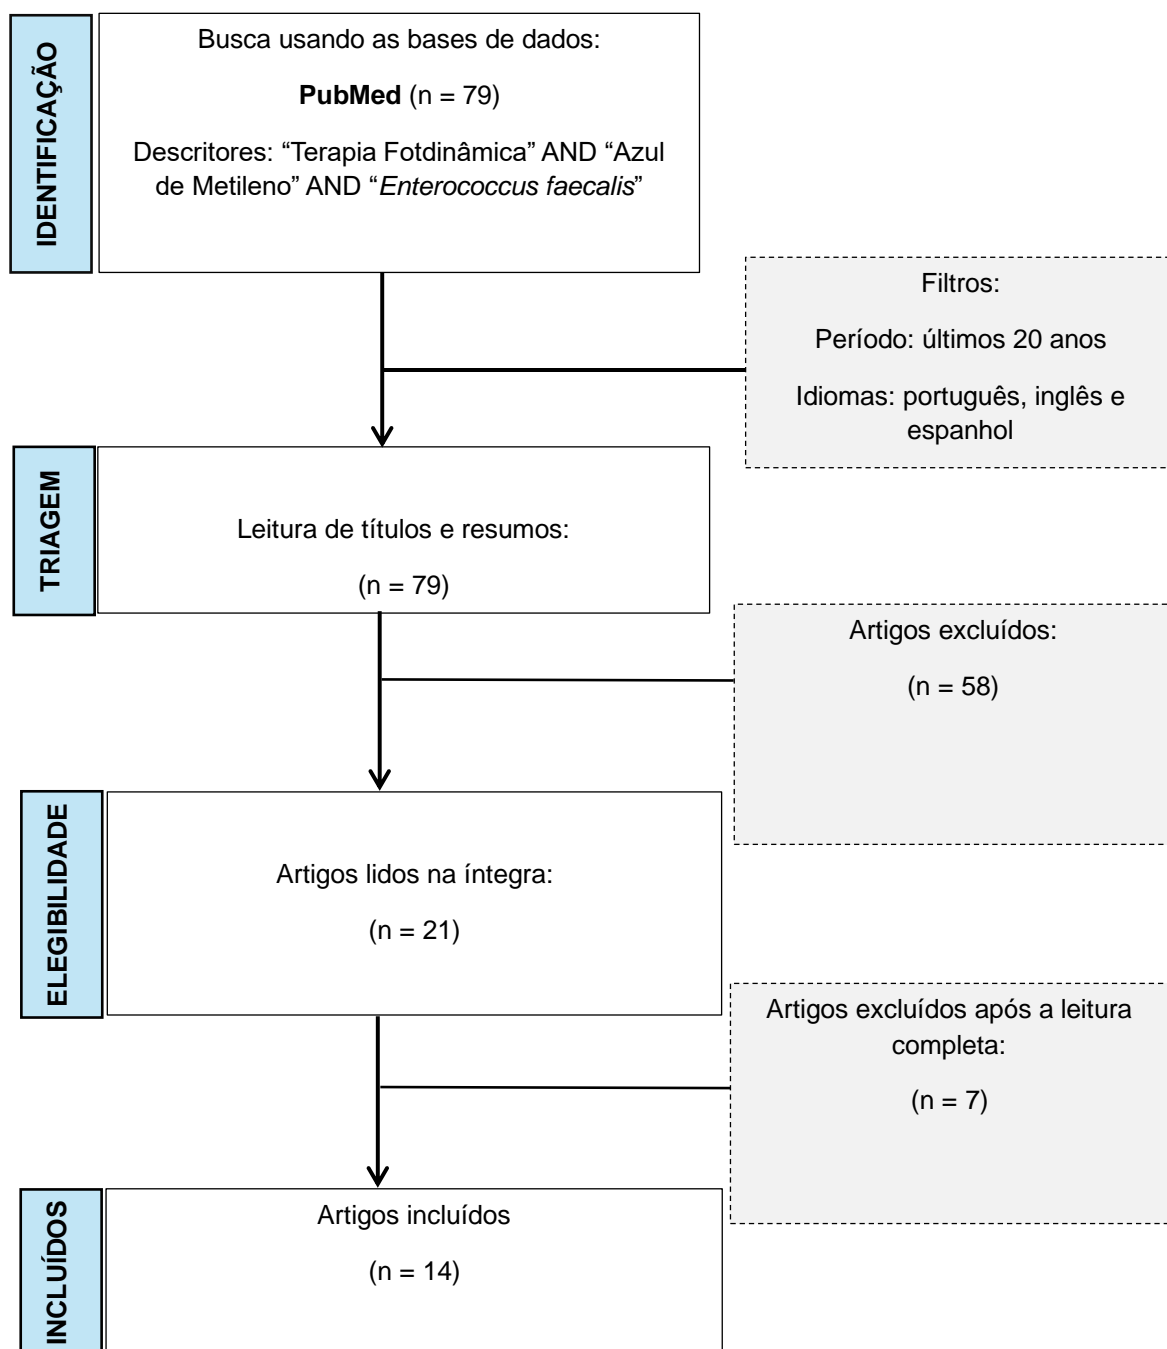 IDENTIFICAÇÃO
Busca usando as bases de dados:
PubMed (n = 79)
Descritores: “Terapia Fotdinâmica” AND “Azul
de Metileno” AND “Enterococcus faecalis”
Filtros:
Período: últimos 20 anos
Idiomas: português, inglês e
espanhol
TRIAGEM
Leitura de títulos e resumos:
(n = 79)
Artigos excluídos:
(n = 58)
ELEGIBILIDADE
Artigos lidos na íntegra:
(n = 21)
Artigos excluídos após a leitura
completa:
(n = 7)
INCLUÍDOS
Artigos incluídos
(n = 14)